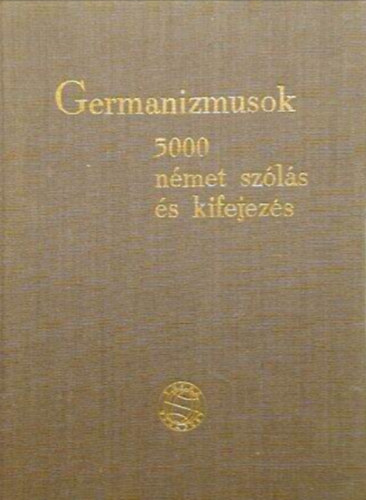 Germanizmusok
5000
német szólás
és kifejezés